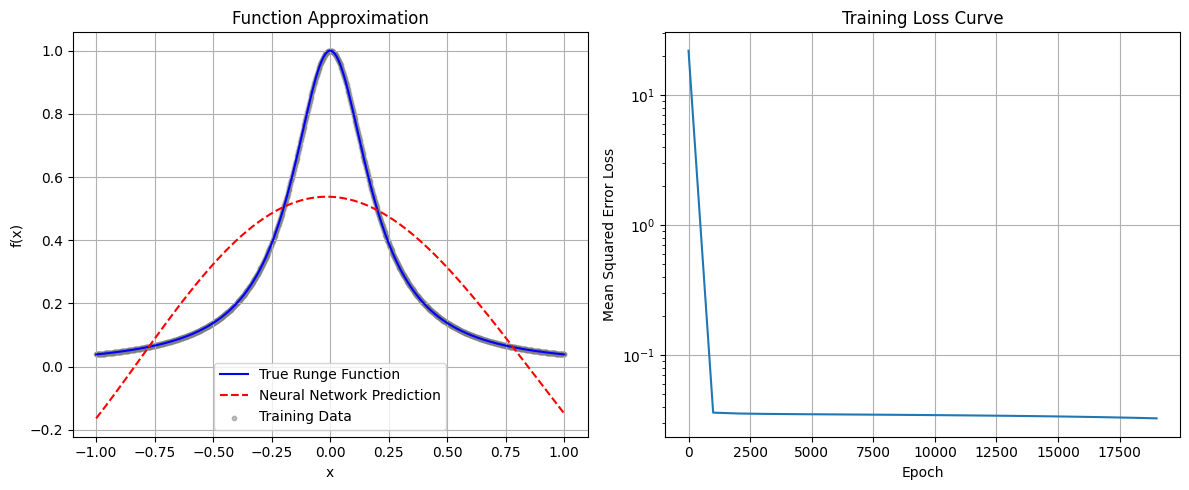 Function Approximation
1.0
0.8
0.6
0.4
0.2
0.0
−0.2
f(x)
True Runge Function
Neural Network Prediction
Training Data
−1.00 −0.75 −0.50 −0.25 0.00 0.25 0.50 0.75 1.00
x
Training Loss Curve
10¹
10⁰
10⁻¹
Mean Squared Error Loss
0 2500 5000 7500 10000 12500 15000 17500
Epoch